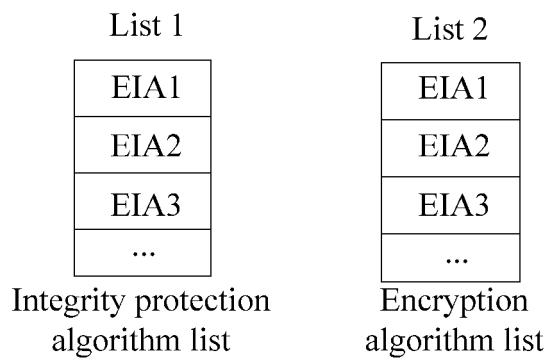 List 1
EIA1
EIA2
EIA3
...
Integrity protection
algorithm list
List 2
EIA1
EIA2
EIA3
...
Encryption
algorithm list